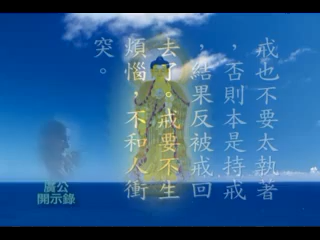 戒也不要太執著
，否則本是持戒
，結果反被戒回
去了。戒要不生
煩惱，不和人衝
突。
廣公
開示錄